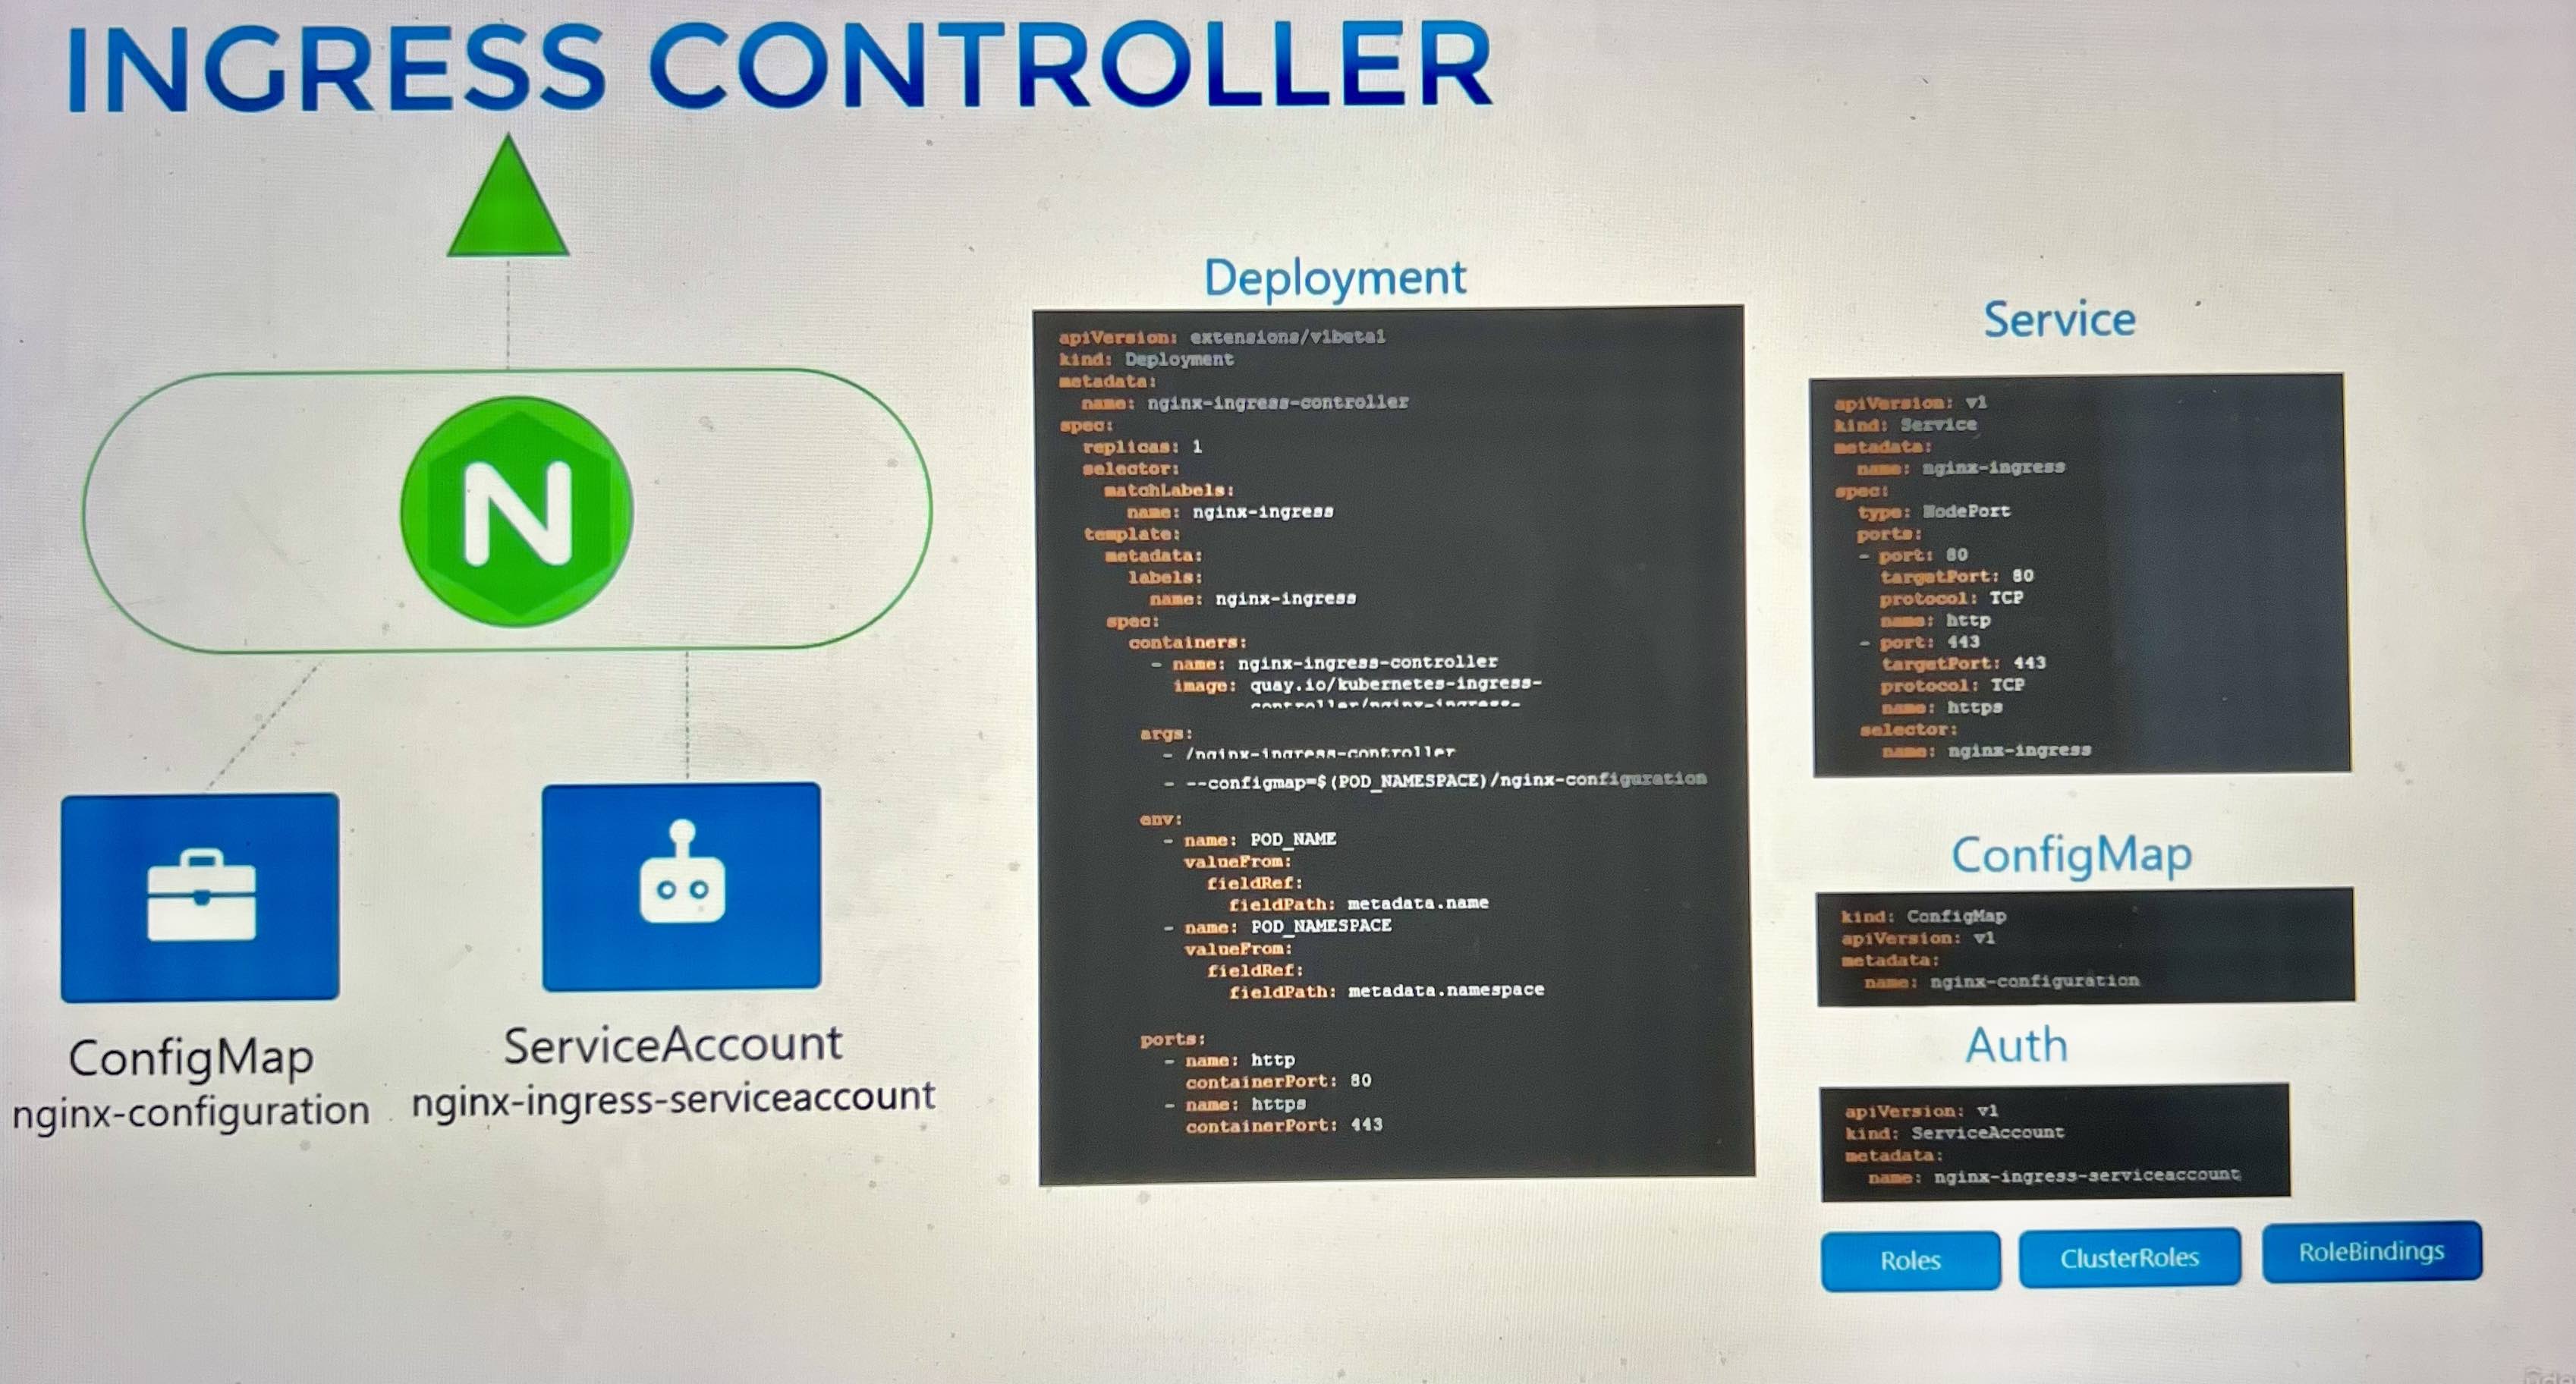 INGRESS CONTROLLER
N
ConfigMap
nginx-configuration
ServiceAccount
nginx-ingress-serviceaccount
Deployment
apiVersion: extensions/v1beta1
kind: Deployment
metadata:
  name: nginx-ingress-controller
spec:
  replicas: 1
  selector:
    matchLabels:
      name: nginx-ingress
  template:
    metadata:
      labels:
        name: nginx-ingress
    spec:
      containers:
        - name: nginx-ingress-controller
          image: quay.io/kubernetes-ingress-
          controller/nginx-ingress-
      args:
        - /nginx-ingress-controller
        - --configmap=$(POD_NAMESPACE)/nginx-configuration
      env:
        - name: POD_NAME
          valueFrom:
            fieldRef:
              fieldPath: metadata.name
        - name: POD_NAMESPACE
          valueFrom:
            fieldRef:
              fieldPath: metadata.namespace
      ports:
        - name: http
          containerPort: 80
        - name: https
          containerPort: 443
Service
apiVersion: v1
kind: Service
metadata:
  name: nginx-ingress
spec:
  type: NodePort
  ports:
  - port: 80
    targetPort: 80
    protocol: TCP
    name: http
  - port: 443
    targetPort: 443
    protocol: TCP
    name: https
  selector:
    name: nginx-ingress
ConfigMap
kind: ConfigMap
apiVersion: v1
metadata:
  name: nginx-configuration
Auth
apiVersion: v1
kind: ServiceAccount
metadata:
  name: nginx-ingress-serviceaccount
Roles
ClusterRoles
RoleBindings